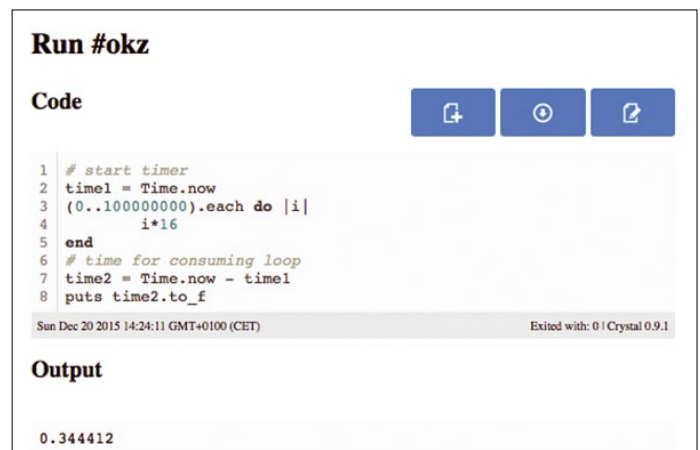 Run #okz
Code
1 # start timer
2 time1 = Time.now
3 (0..100000000).each do |i|
4 i*16
5 end
6 # time for consuming loop
7 time2 = Time.now - time1
8 puts time2.to_f
Sun Dec 20 2015 14:24:11 GMT+0100 (CET) Exited with: 0 | Crystal 0.9.1
Output
0.344412